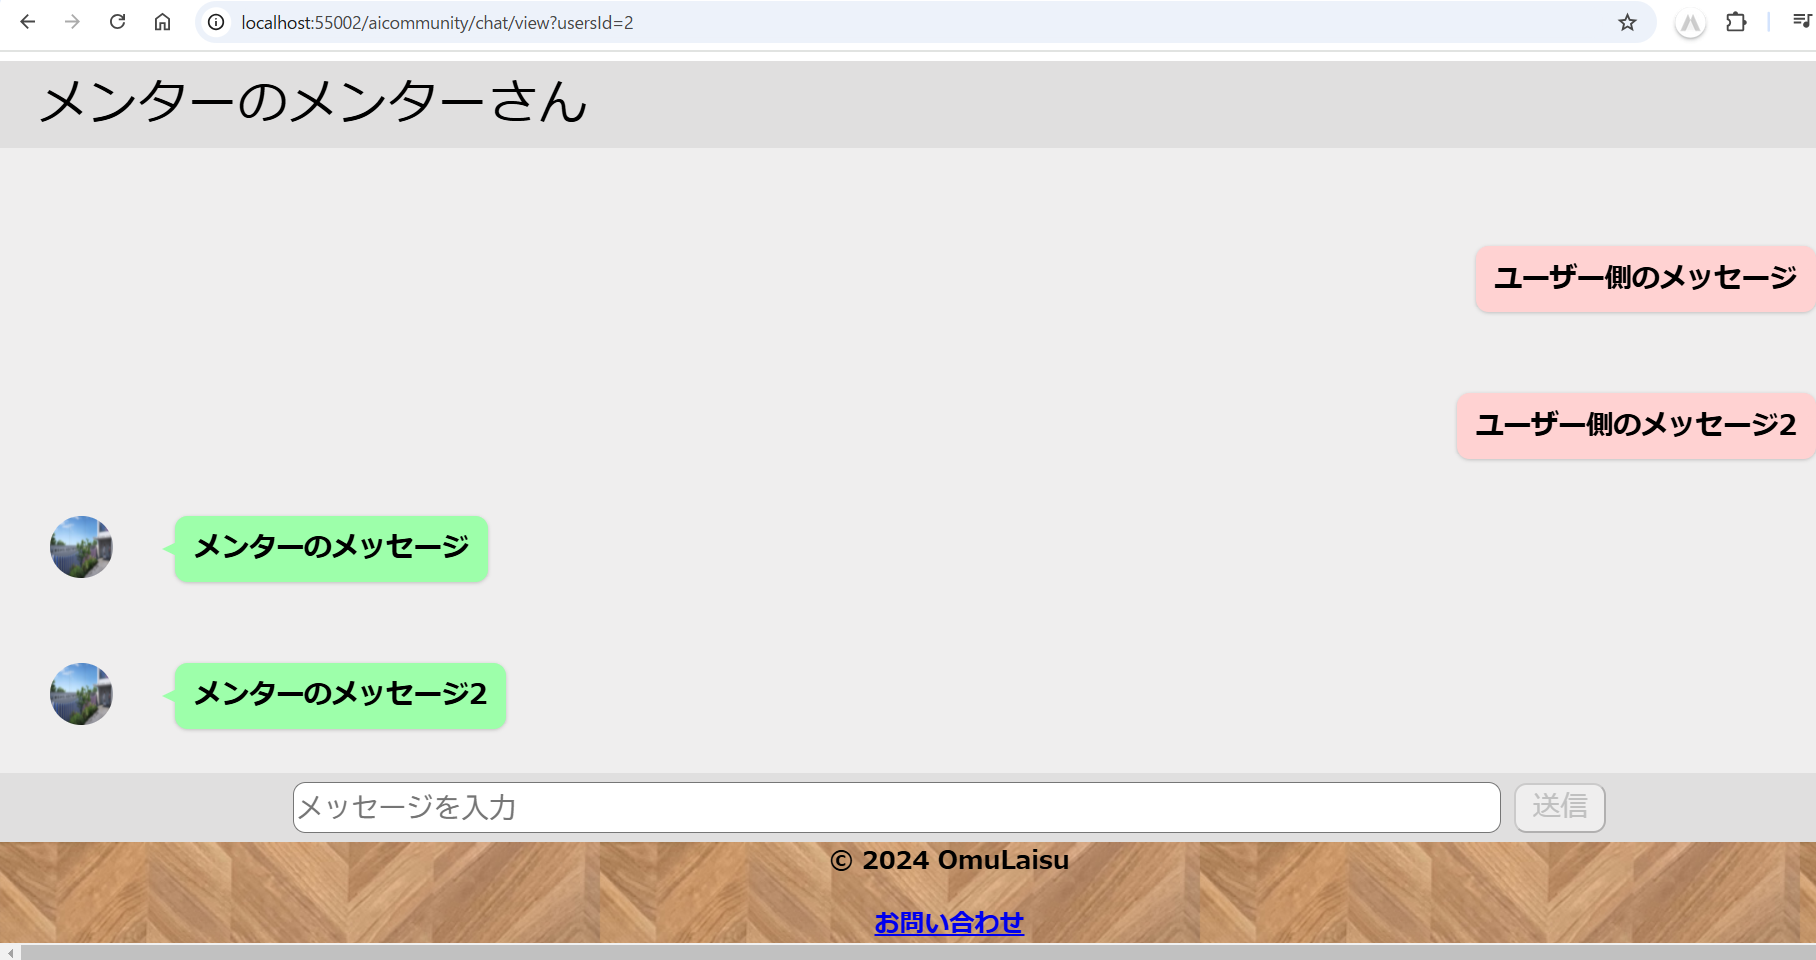 localhost:55002/aicommunity/chat/view?usersId=2
メンターのメンターさん
ユーザー側のメッセージ
ユーザー側のメッセージ2
メンターのメッセージ
メンターのメッセージ2
メッセージを入力
送信
© 2024 OmuLaisu
お問い合わせ